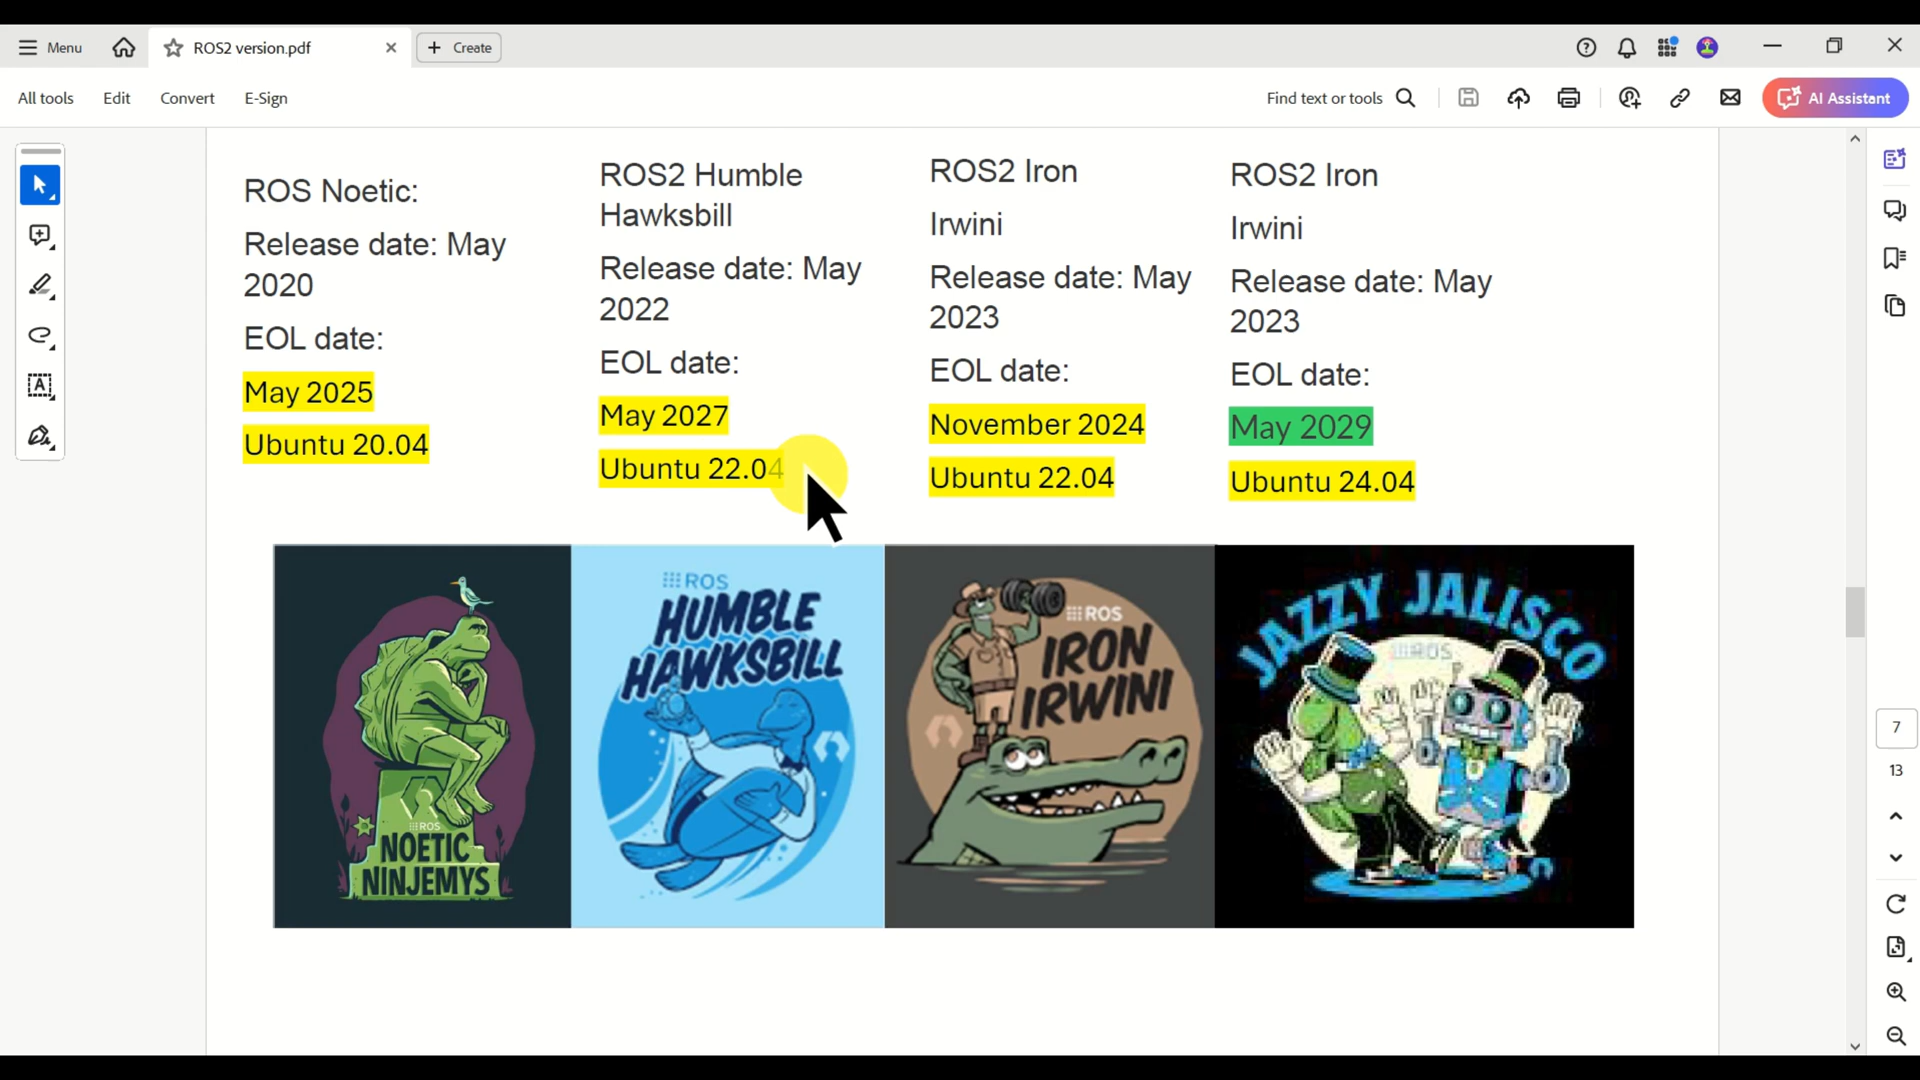 Menu
ROS2 version.pdf
Create
All tools
Edit
Convert
E-Sign
Find text or tools
AI Assistant
ROS Noetic:
Release date: May
2020
EOL date:
May 2025
Ubuntu 20.04
ROS2 Humble
Hawksbill
Release date: May
2022
EOL date:
May 2027
Ubuntu 22.04
ROS2 Iron
Irwini
Release date: May
2023
EOL date:
November 2024
Ubuntu 22.04
ROS2 Iron
Irwini
Release date: May
2023
EOL date:
May 2029
Ubuntu 24.04
ROS
NOETIC
NINJEMYS
ROS
HUMBLE
HAWKSBILL
ROS
IRON
IRWINI
JAZZY JALISCO
ROS
7
13